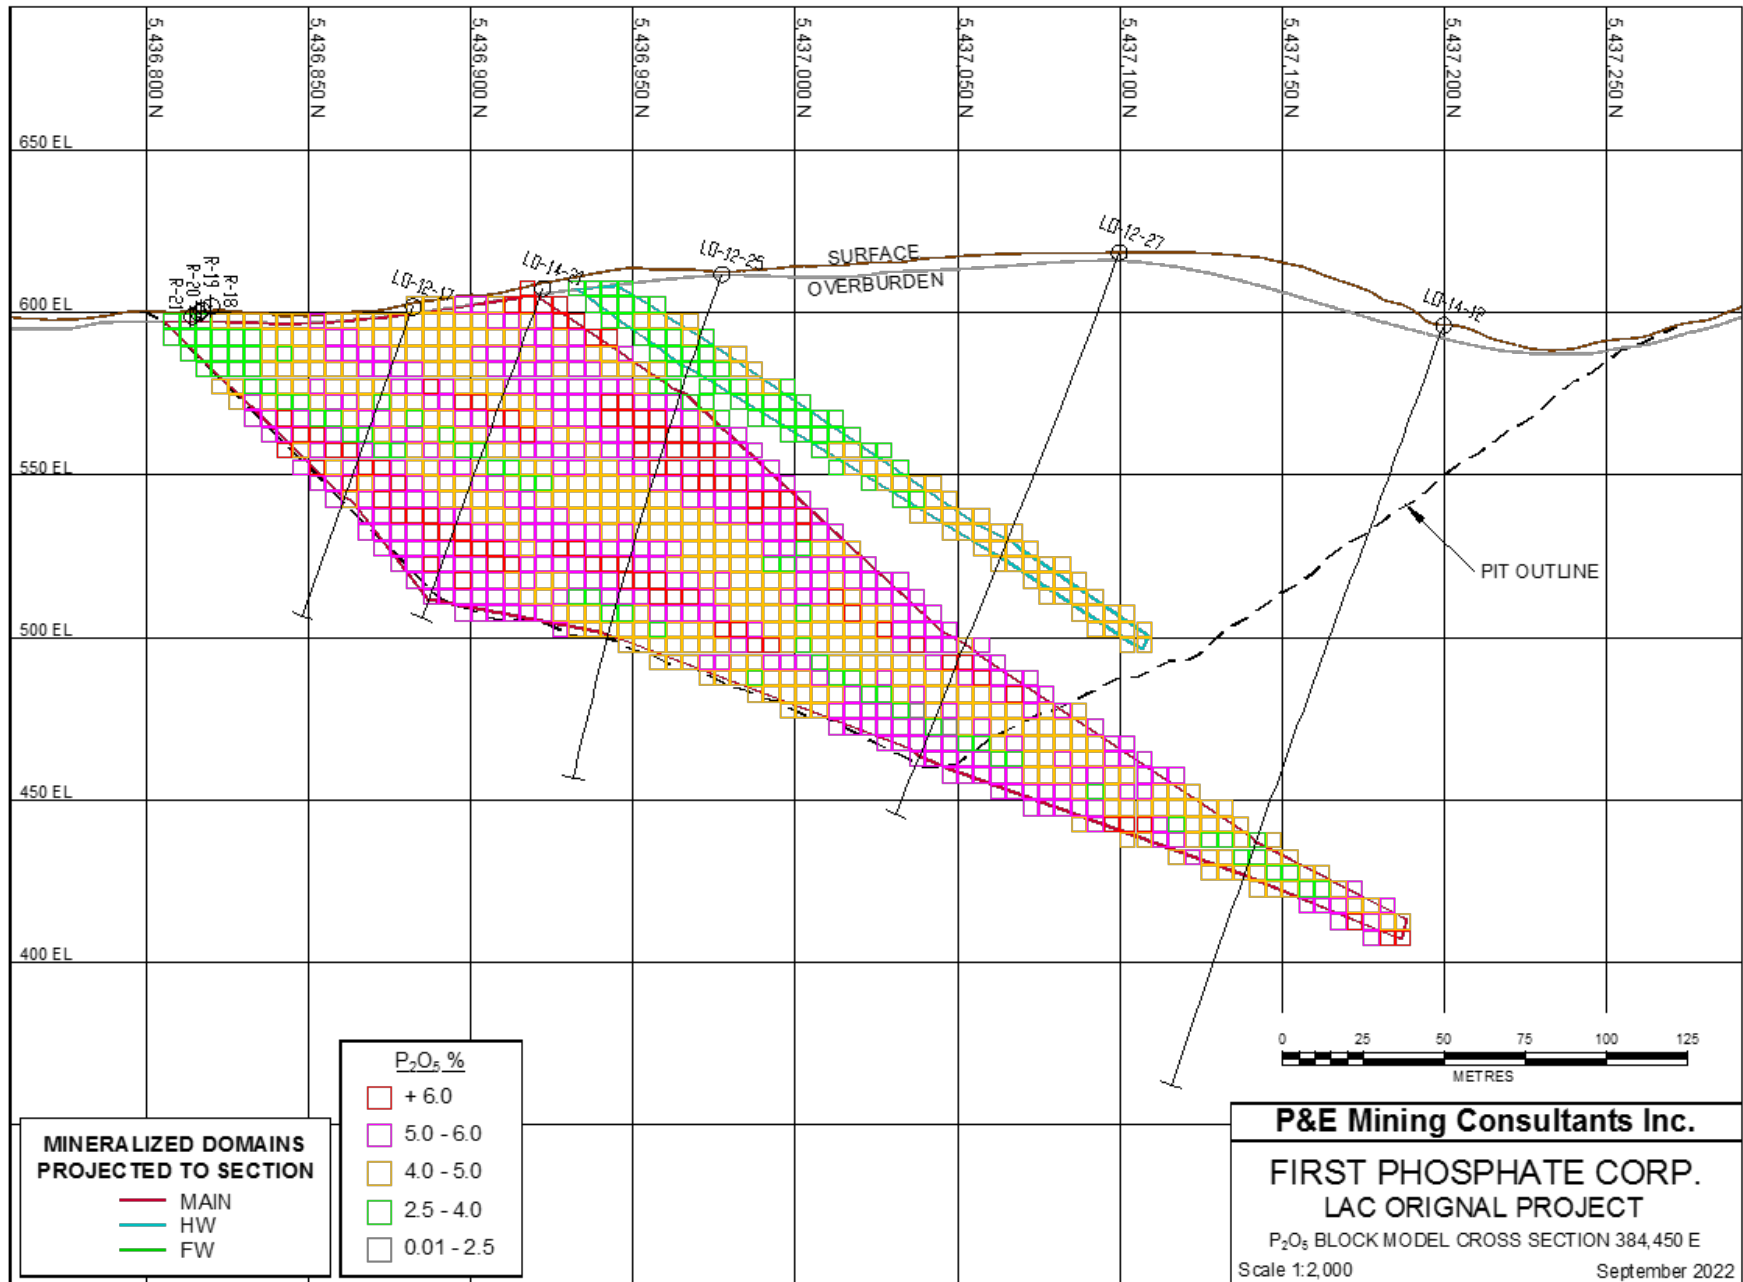 5,436,800 N
5,436,850 N
5,436,900 N
5,436,950 N
5,437,000 N
5,437,050 N
5,437,100 N
5,437,150 N
5,437,200 N
5,437,250 N
650 EL
600 EL
550 EL
500 EL
450 EL
400 EL
R-21
R-20
R-19
R-18
LO-12-17
LO-12-25
LO-12-27
SURFACE
OVERBURDEN
PIT OUTLINE
0 25 50 75 100 125
METRES
P₂O₅ %
+ 6.0
5.0 - 6.0
4.0 - 5.0
2.5 - 4.0
0.01 - 2.5
MINERALIZED DOMAINS
PROJECTED TO SECTION
MAIN
HW
FW
P&E Mining Consultants Inc.
FIRST PHOSPHATE CORP.
LAC ORIGNAL PROJECT
P₂O₅ BLOCK MODEL CROSS SECTION 384,450 E
Scale 1:2,000 September 2022